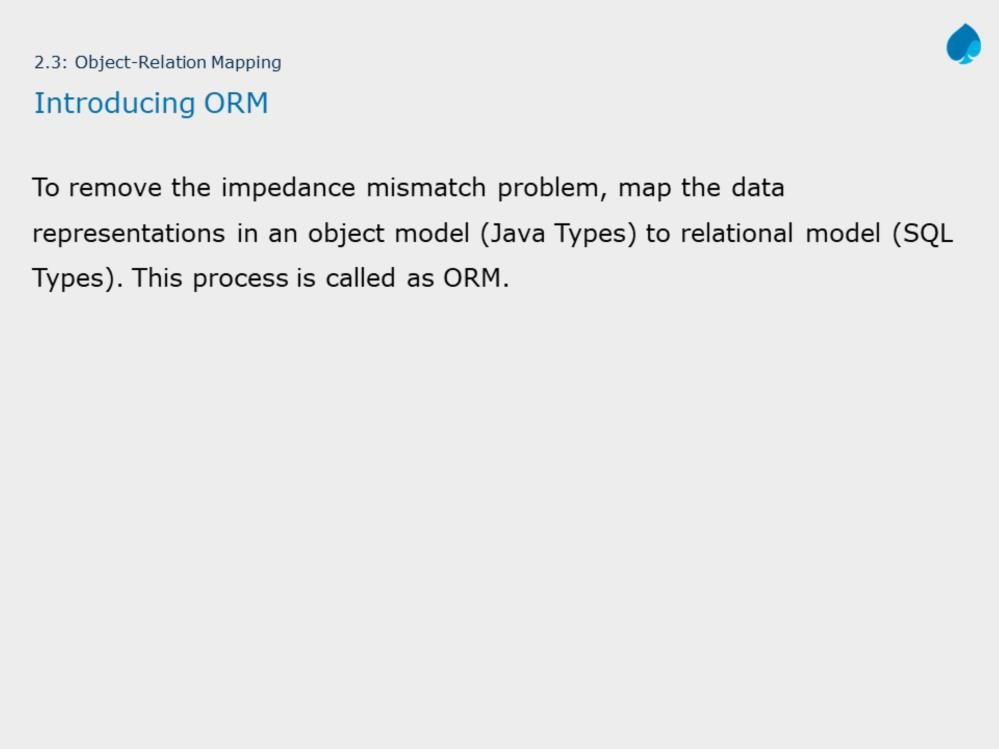 2.3: Object-Relation Mapping
Introducing ORM
To remove the impedance mismatch problem, map the data
representations in an object model (Java Types) to relational model (SQL
Types). This process is called as ORM.